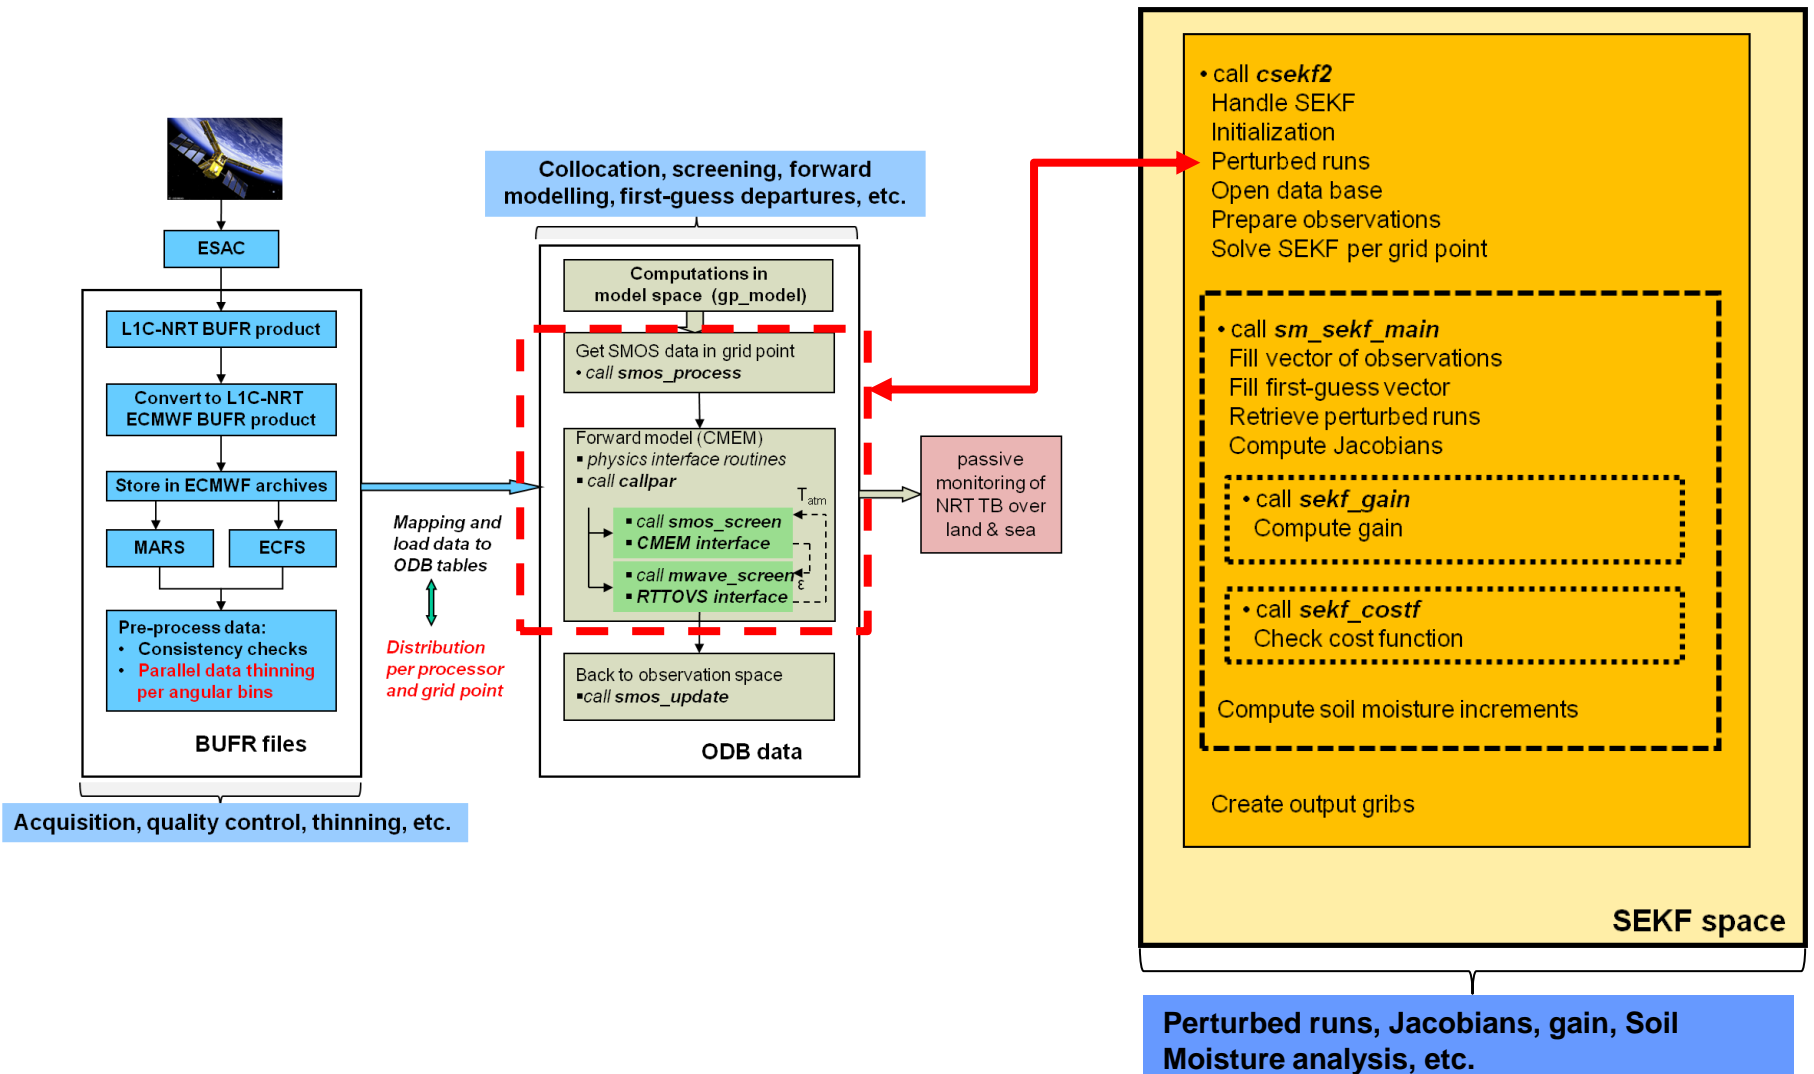 ESAC
L1C-NRT BUFR product
Convert to L1C-NRT
ECMWF BUFR product
Store in ECMWF archives
MARS
ECFS
Pre-process data:
• Consistency checks
• Parallel data thinning
per angular bins
BUFR files
Acquisition, quality control, thinning, etc.
Mapping and
load data to
ODB tables
Distribution
per processor
and grid point
Collocation, screening, forward
modelling, first-guess departures, etc.
Computations in
model space (gp_model)
Get SMOS data in grid point
• call smos_process
Forward model (CMEM)
▪ physics interface routines
▪ call callpar
Tatm
▪ call smos_screen
▪ CMEM interface
▪ call mwave_screen
ε
▪ RTTOVS interface
Back to observation space
▪call smos_update
ODB data
passive
monitoring of
NRT TB over
land & sea
• call csekf2
Handle SEKF
Initialization
Perturbed runs
Open data base
Prepare observations
Solve SEKF per grid point
• call sm_sekf_main
Fill vector of observations
Fill first-guess vector
Retrieve perturbed runs
Compute Jacobians
• call sekf_gain
Compute gain
• call sekf_costf
Check cost function
Compute soil moisture increments
Create output gribs
SEKF space
Perturbed runs, Jacobians, gain, Soil
Moisture analysis, etc.